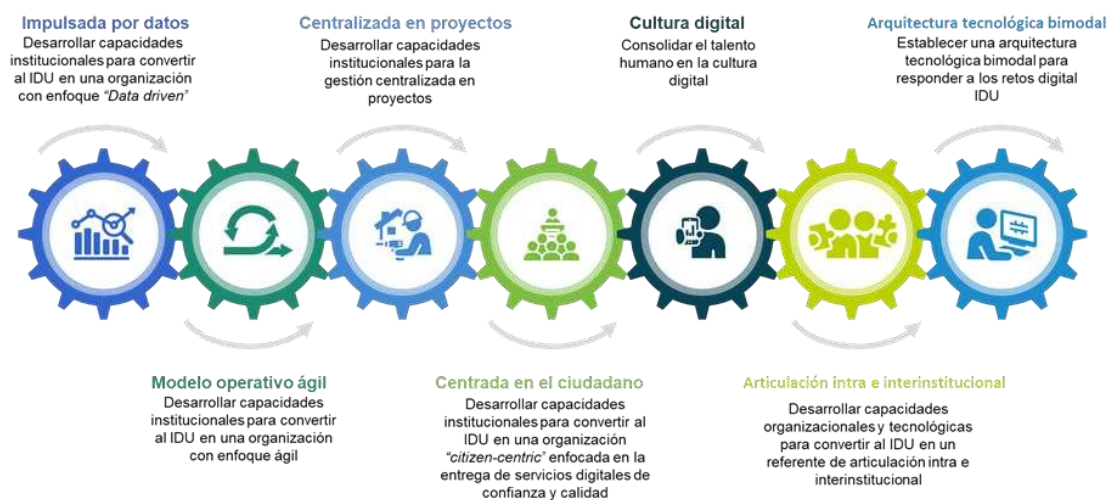 Impulsada por datos
Desarrollar capacidades
institucionales para convertir
al IDU en una organización
con enfoque “Data driven”
Centralizada en proyectos
Desarrollar capacidades
institucionales para la
gestión centralizada en
proyectos
Cultura digital
Consolidar el talento
humano en la cultura
digital
Arquitectura tecnológica bimodal
Establecer una arquitectura
tecnológica bimodal para
responder a los retos digital
IDU
Modelo operativo ágil
Desarrollar capacidades
institucionales para convertir
al IDU en una organización
con enfoque ágil
Centrada en el ciudadano
Desarrollar capacidades
institucionales para convertir al
IDU en una organización
“citizen-centric” enfocada en la
entrega de servicios digitales de
confianza y calidad
Articulación intra e interinstitucional
Desarrollar capacidades
organizacionales y tecnológicas
para convertir al IDU en un
referente de articulación intra e
interinstitucional